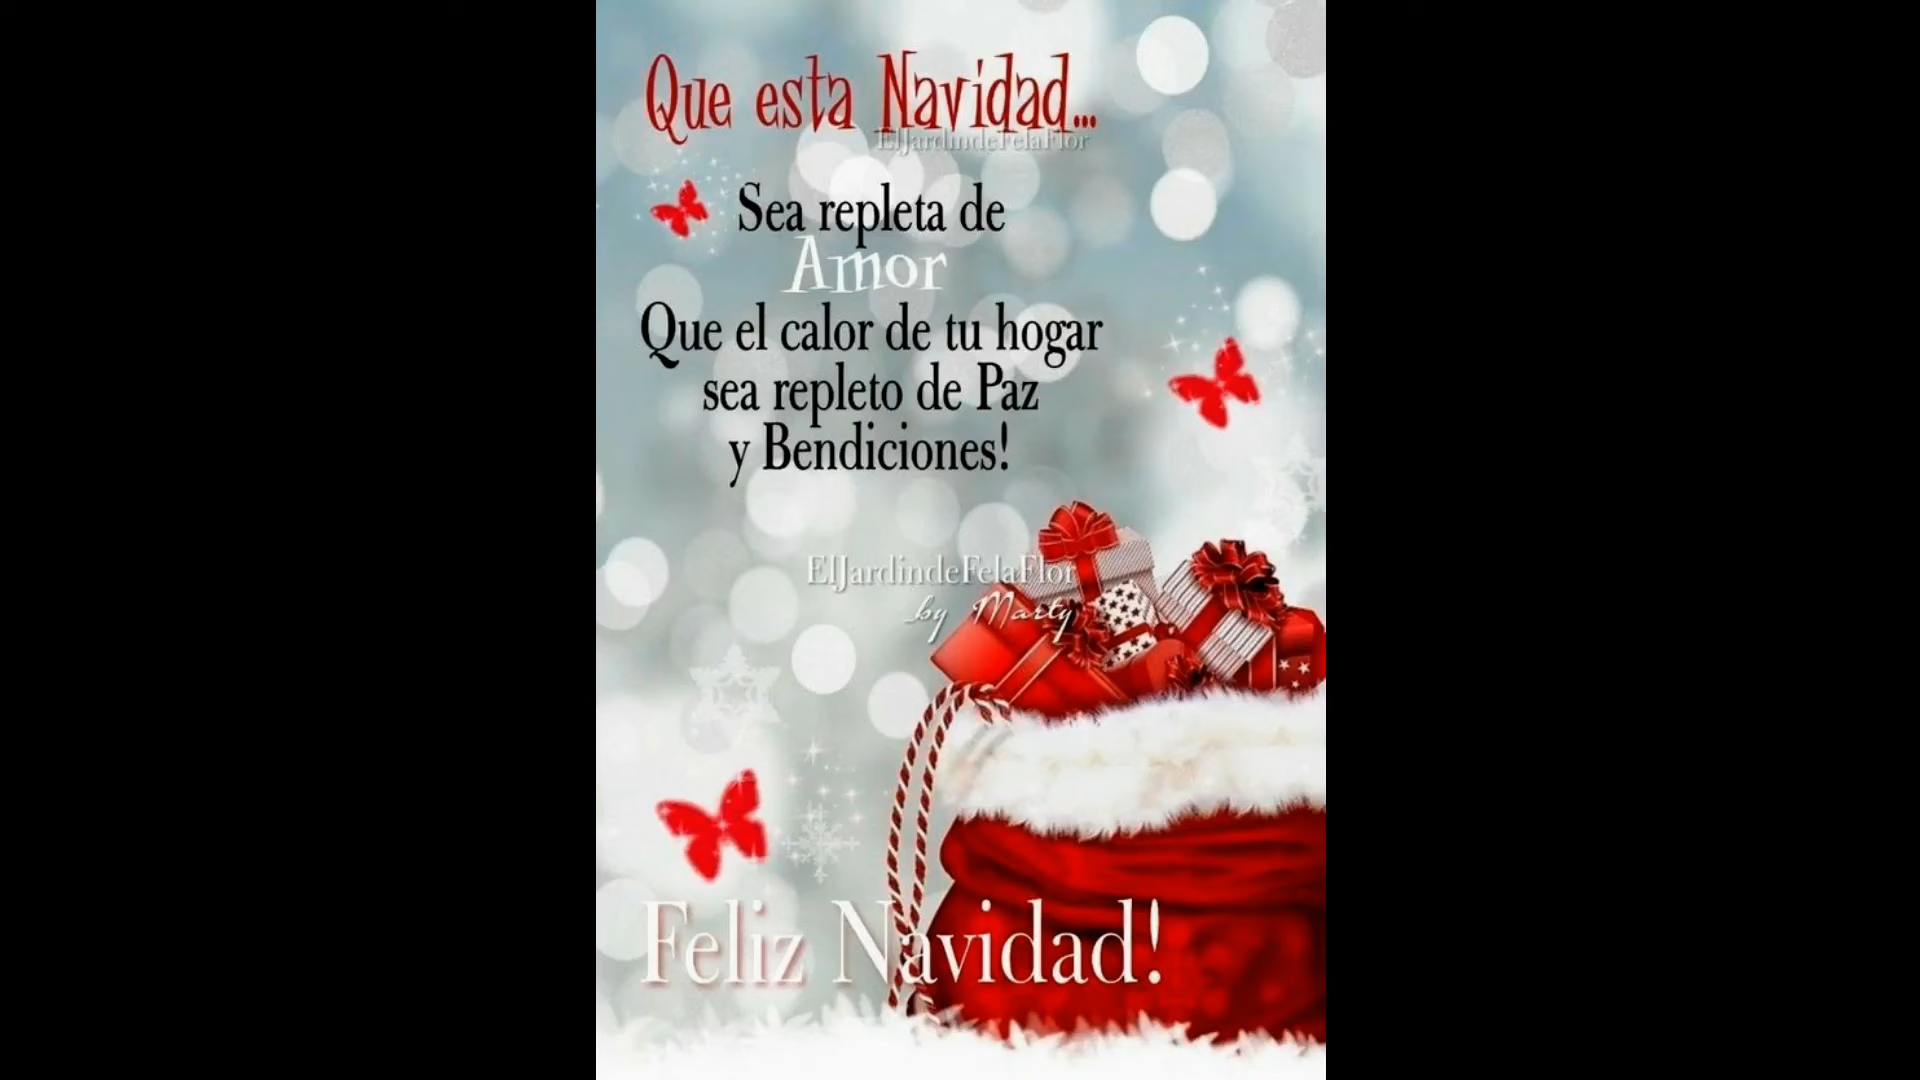 Que esta Navidad...
ElJardindeFelaFlor
Sea repleta de
Amor
Que el calor de tu hogar
sea repleto de Paz
y Bendiciones!
ElJardindeFelaFlor
by Marty
Feliz Navidad!